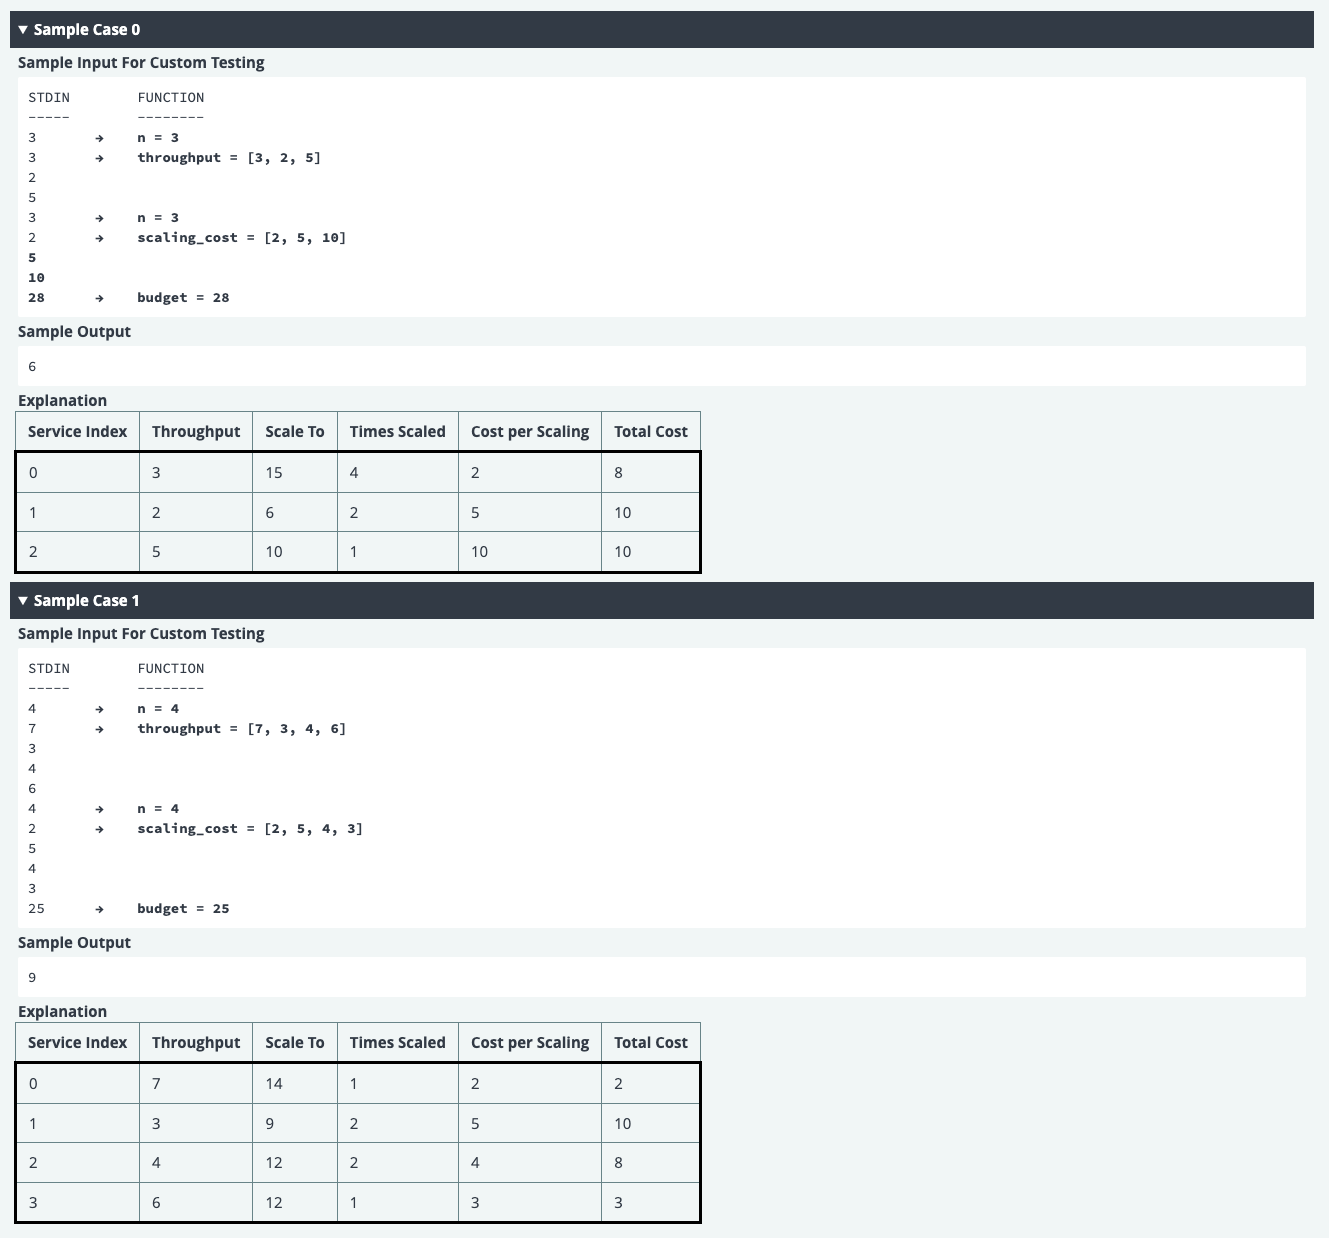 ▼ Sample Case 0
Sample Input For Custom Testing
STDIN FUNCTION
----- --------
3 → n = 3
3 → throughput = [3, 2, 5]
2
5
3 → n = 3
2 → scaling_cost = [2, 5, 10]
5
10
28 → budget = 28
Sample Output
6
Explanation
Service Index Throughput Scale To Times Scaled Cost per Scaling Total Cost
0 3 15 4 2 8
1 2 6 2 5 10
2 5 10 1 10 10
▼ Sample Case 1
Sample Input For Custom Testing
STDIN FUNCTION
----- --------
4 → n = 4
7 → throughput = [7, 3, 4, 6]
3
4
6
4 → n = 4
2 → scaling_cost = [2, 5, 4, 3]
5
4
3
25 → budget = 25
Sample Output
9
Explanation
Service Index Throughput Scale To Times Scaled Cost per Scaling Total Cost
0 7 14 1 2 2
1 3 9 2 5 10
2 4 12 2 4 8
3 6 12 1 3 3